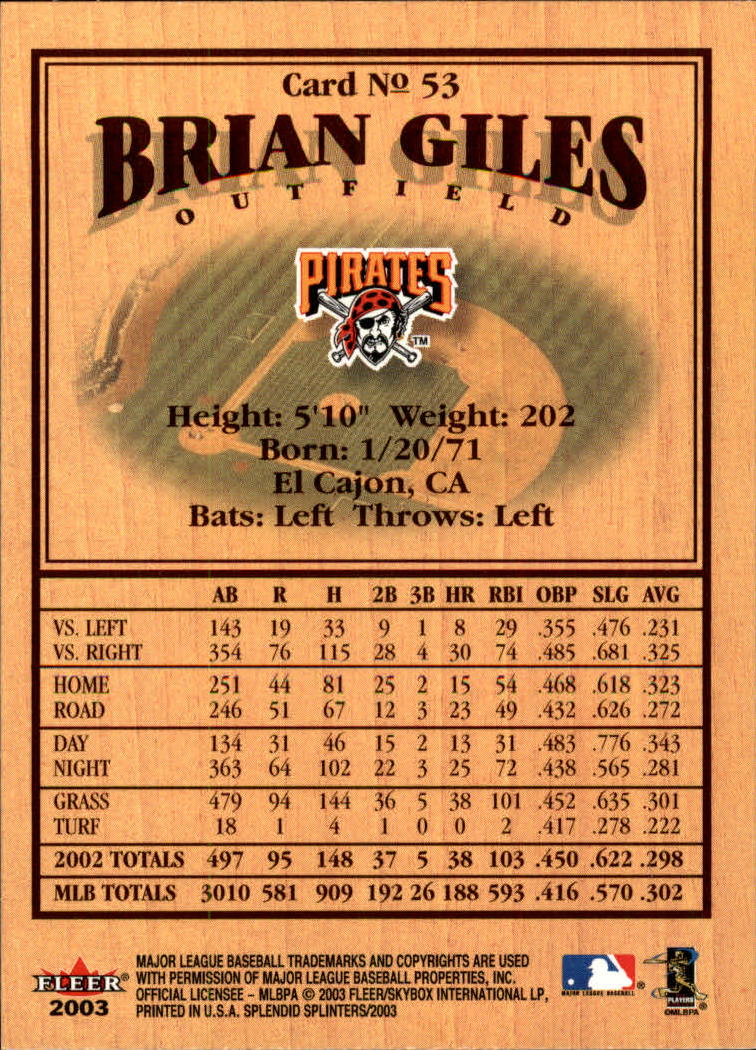 Card Nº 53
BRIAN GILES
OUTFIELD
PIRATES
TM
Height: 5'10" Weight: 202
Born: 1/20/71
El Cajon, CA
Bats: Left Throws: Left
AB R H 2B 3B HR RBI OBP SLG AVG
VS. LEFT 143 19 33 9 1 8 29 .355 .476 .231
VS. RIGHT 354 76 115 28 4 30 74 .485 .681 .325
HOME 251 44 81 25 2 15 54 .468 .618 .323
ROAD 246 51 67 12 3 23 49 .432 .626 .272
DAY 134 31 46 15 2 13 31 .483 .776 .343
NIGHT 363 64 102 22 3 25 72 .438 .565 .281
GRASS 479 94 144 36 5 38 101 .452 .635 .301
TURF 18 1 4 1 0 0 2 .417 .278 .222
2002 TOTALS 497 95 148 37 5 38 103 .450 .622 .298
MLB TOTALS 3010 581 909 192 26 188 593 .416 .570 .302
FLEER®
2003
MAJOR LEAGUE BASEBALL TRADEMARKS AND COPYRIGHTS ARE USED
WITH PERMISSION OF MAJOR LEAGUE BASEBALL PROPERTIES, INC.
OFFICIAL LICENSEE – MLBPA © 2003 FLEER/SKYBOX INTERNATIONAL LP,
PRINTED IN U.S.A. SPLENDID SPLINTERS/2003
MAJOR LEAGUE BASEBALL ®
PLAYERS ®
©MLBPA